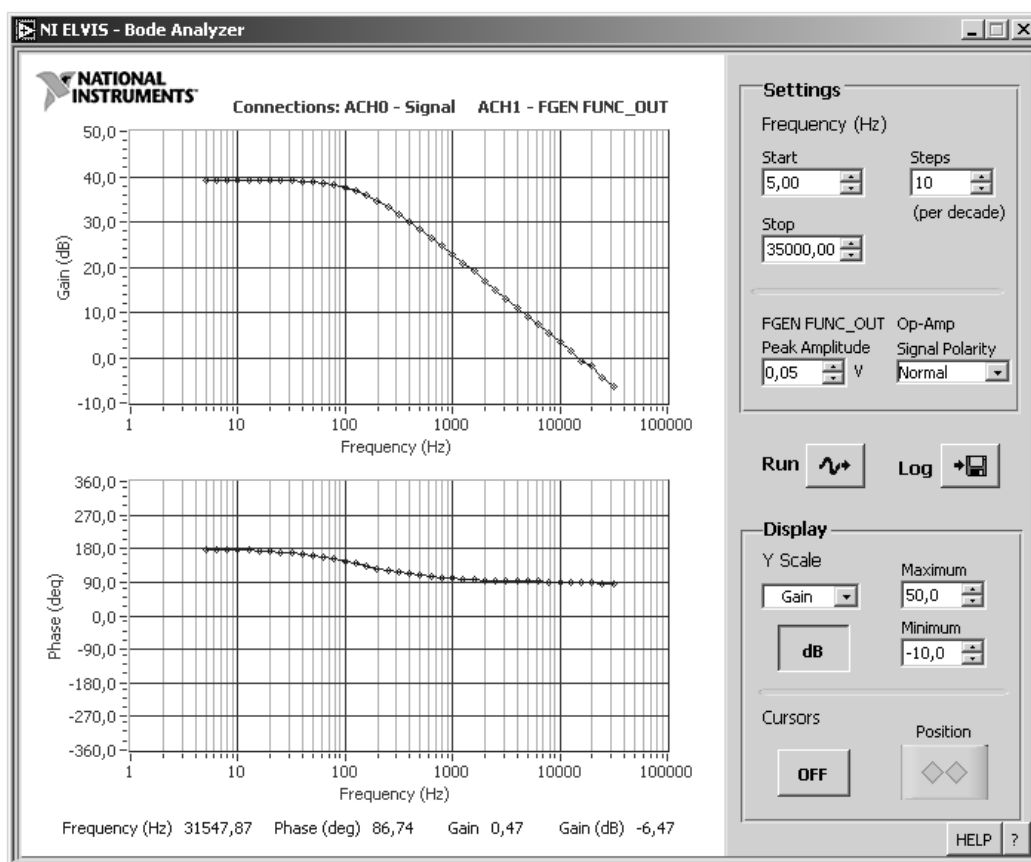 NI ELVIS - Bode Analyzer
NATIONAL
INSTRUMENTS™
Connections: ACH0 - Signal ACH1 - FGEN FUNC_OUT
50,0
40,0
30,0
20,0
10,0
0,0
-10,0
Gain (dB)
1 10 100 1000 10000 100000
Frequency (Hz)
360,0
270,0
180,0
90,0
0,0
-90,0
-180,0
-270,0
-360,0
Phase (deg)
1 10 100 1000 10000 100000
Frequency (Hz)
Frequency (Hz) 31547,87 Phase (deg) 86,74 Gain 0,47 Gain (dB) -6,47
Settings
Frequency (Hz)
Start Steps
5,00 10
(per decade)
Stop
35000,00
FGEN FUNC_OUT Op-Amp
Peak Amplitude Signal Polarity
0,05 V Normal
Run Log
Display
Y Scale Maximum
Gain 50,0
Minimum
dB -10,0
Cursors Position
OFF
HELP ?